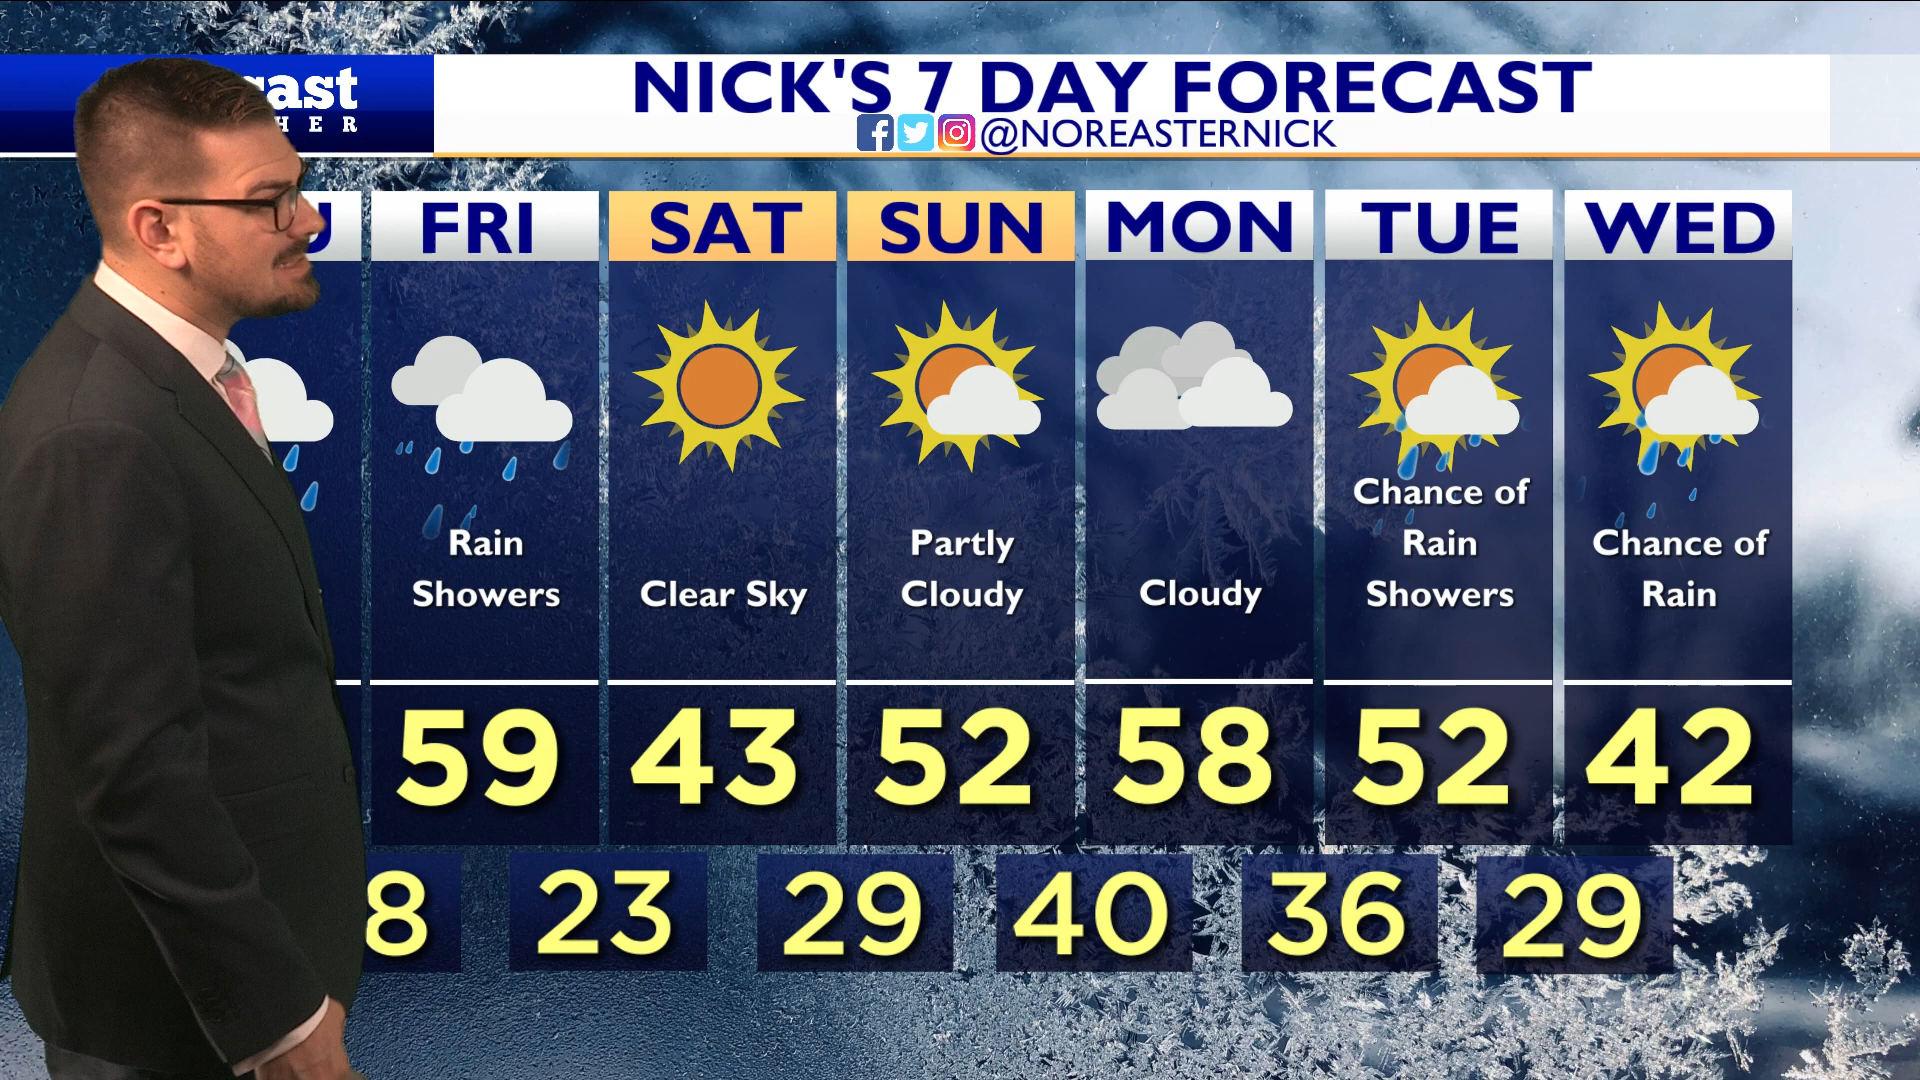 NICK'S 7 DAY FORECAST
@NOREASTERNICK
FRI
SAT
SUN
MON
TUE
WED
Rain
Showers
Clear Sky
Partly
Cloudy
Cloudy
Chance of
Rain
Showers
Chance of
Rain
59
43
52
58
52
42
23
29
40
36
29